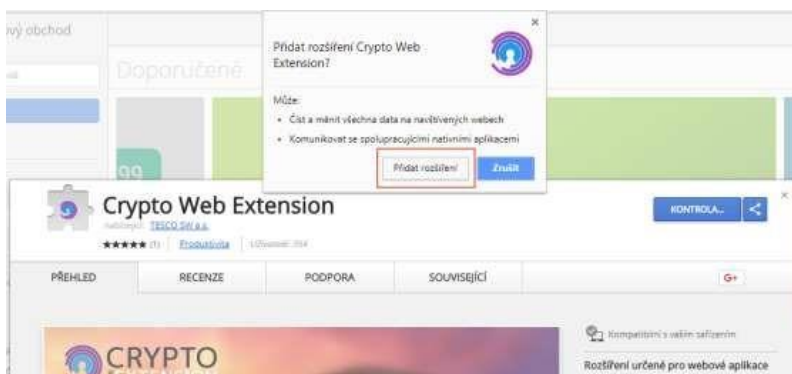 ový obchod
Doporučené
Přidat rozšíření Crypto Web
Extension?
Může:
• Číst a měnit všechna data na navštívených webech
• Komunikovat se spolupracujícími nativními aplikacemi
Přidat rozšíření
Zrušit
99
Crypto Web Extension
TESCO SW a.s.
(1) Produktivita
KONTROLA...
PŘEHLED
RECENZE
PODPORA
SOUVISEJÍCÍ
G+
CRYPTO
Kompatibilní s vaším zařízením
Rozšíření určené pro webové aplikace